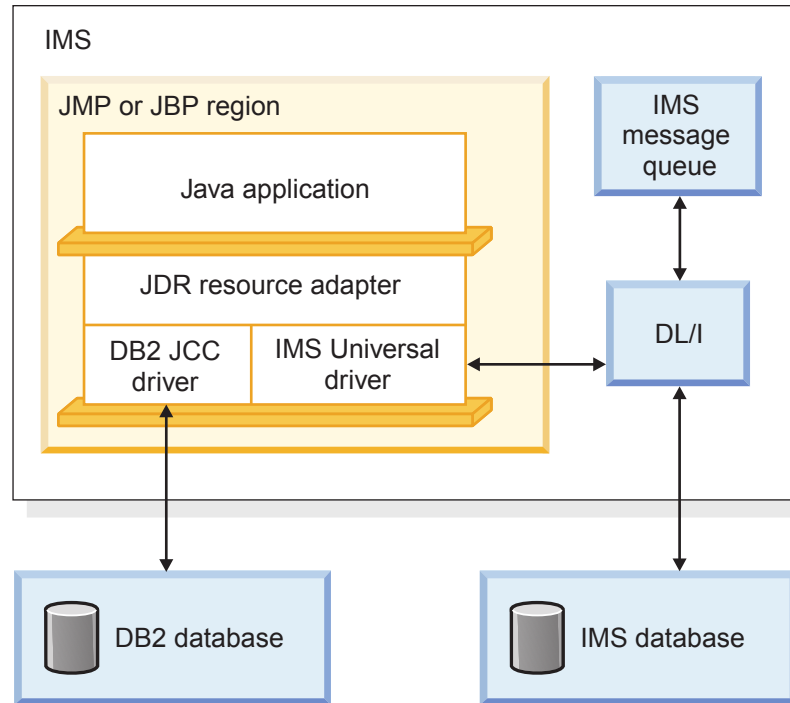 IMS
JMP or JBP region
Java application
JDR resource adapter
DB2 JCC
driver
IMS Universal
driver
IMS
message
queue
DL/I
DB2 database
IMS database